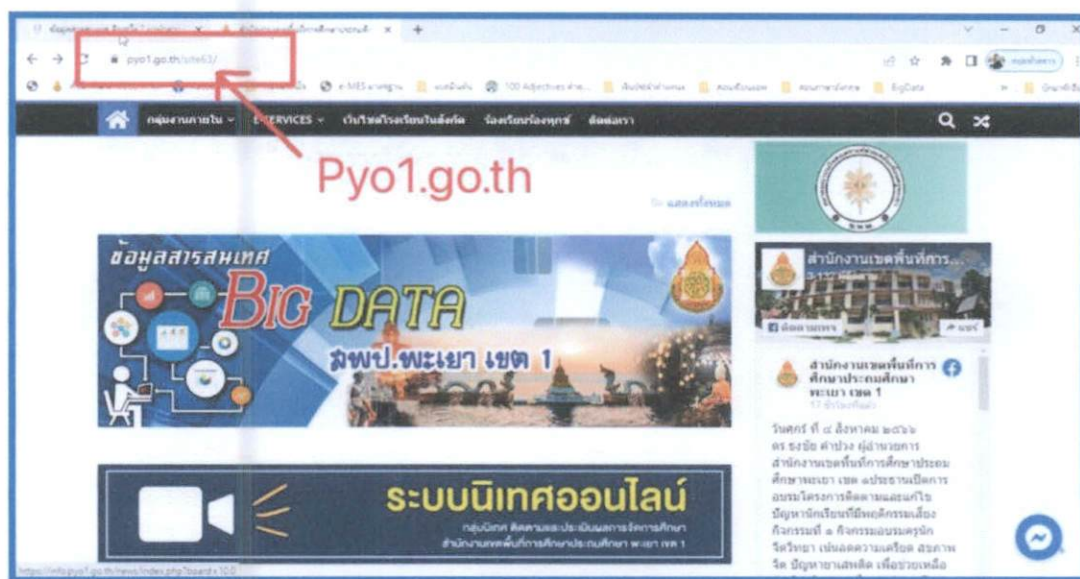 pyo1.go.th/site63/
100 Adjectives
BigData
กลุ่มงานภายใน
E-SERVICES
เว็บไซต์โรงเรียนในสังกัด
ร้องเรียนร้องทุกข์
ติดต่อเรา
Pyo1.go.th
แสดงทั้งหมด
ข้อมูลสารสนเทศ
BIG DATA
สพป.พะเยา เขต 1
สำนักงานเขตพื้นที่การ...
ติดตามเพจ
แชร์
สำนักงานเขตพื้นที่การ
ศึกษาประถมศึกษา
พะเยา เขต 1
17 ชั่วโมงที่แล้ว
วันศุกร์ ที่ ๔ สิงหาคม ๒๕๖๖
ดร ธงชัย คำปวง ผู้อำนวยการ
สำนักงานเขตพื้นที่การศึกษาประถม
ศึกษาพะเยา เขต ๑ประธานเปิดการ
อบรมโครงการติดตามและแก้ไข
ปัญหานักเรียนที่มีพฤติกรรมเสี่ยง
กิจกรรมที่ ๑ กิจกรรมอบรมครูนัก
จิตวิทยา เน้นลดความเครียด สุขภาพ
จิต ปัญหายาเสพติด เพื่อช่วยเหลือ
ระบบนิเทศออนไลน์
กลุ่มนิเทศ ติดตามและประเมินผลการจัดการศึกษา
สำนักงานเขตพื้นที่การศึกษาประถมศึกษา พะเยา เขต 1